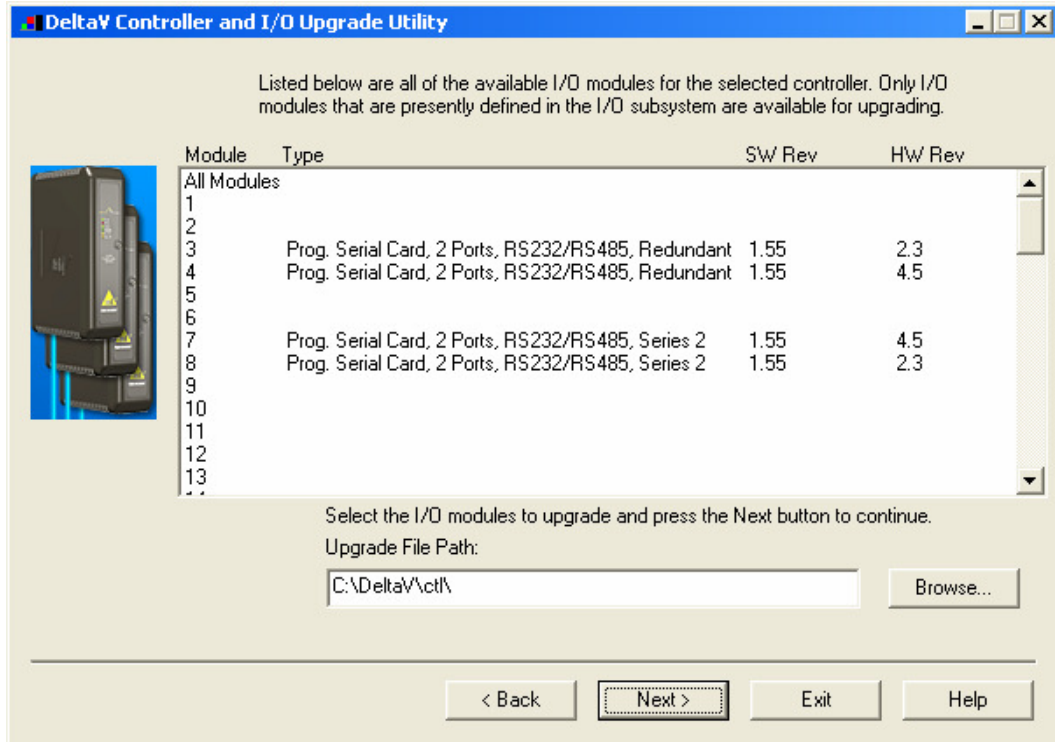 DeltaV Controller and I/O Upgrade Utility
Listed below are all of the available I/O modules for the selected controller. Only I/O
modules that are presently defined in the I/O subsystem are available for upgrading.
Module Type SW Rev HW Rev
All Modules
1
2
3 Prog. Serial Card, 2 Ports, RS232/RS485, Redundant 1.55 2.3
4 Prog. Serial Card, 2 Ports, RS232/RS485, Redundant 1.55 4.5
5
6
7 Prog. Serial Card, 2 Ports, RS232/RS485, Series 2 1.55 4.5
8 Prog. Serial Card, 2 Ports, RS232/RS485, Series 2 1.55 2.3
9
10
11
12
13
Select the I/O modules to upgrade and press the Next button to continue.
Upgrade File Path:
C:\DeltaV\ctl\
Browse...
< Back Next > Exit Help